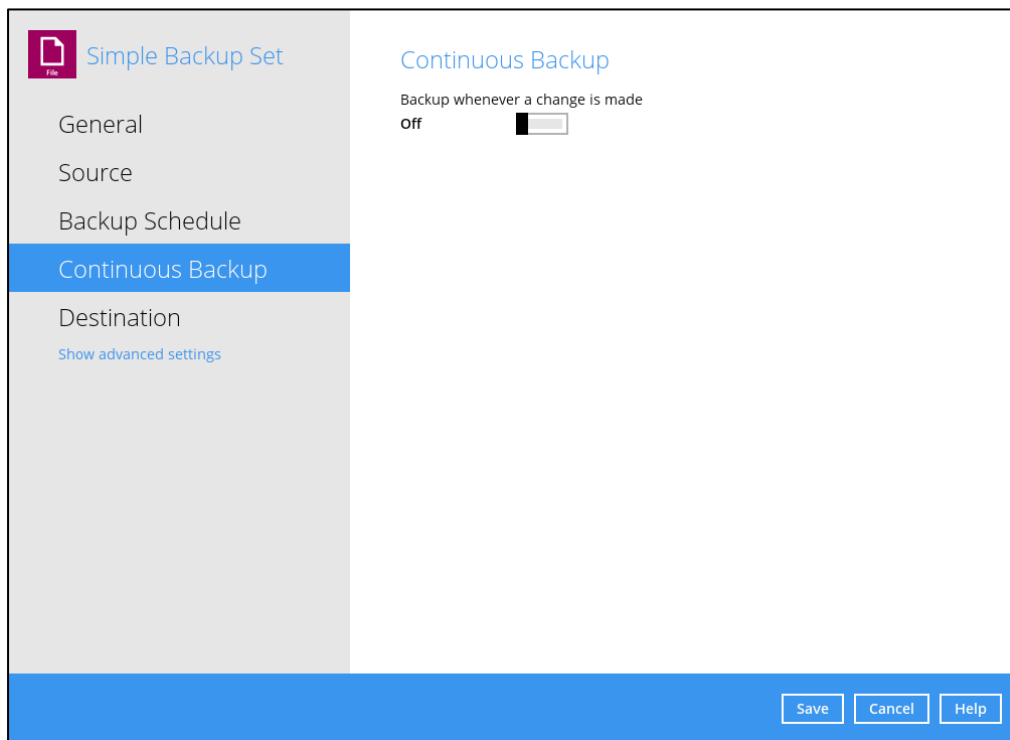 File
Simple Backup Set
General
Source
Backup Schedule
Continuous Backup
Destination
Show advanced settings
Continuous Backup
Backup whenever a change is made
Off
Save
Cancel
Help